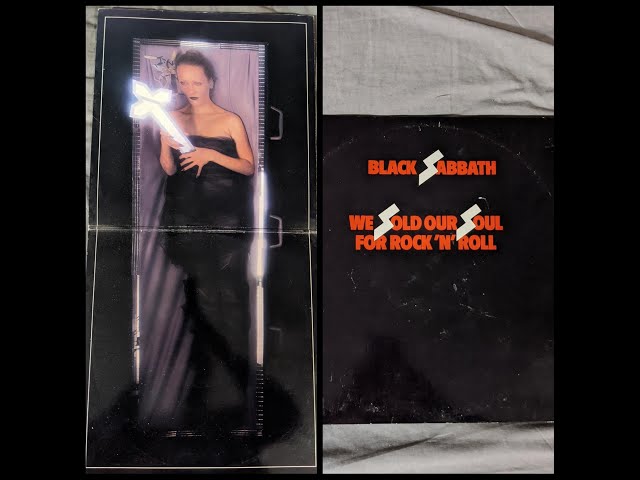 BLACK SABBATH
WE SOLD OUR SOUL
FOR ROCK 'N' ROLL